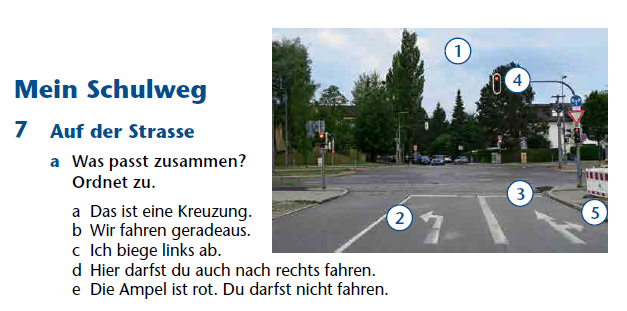 Mein Schulweg
7 Auf der Strasse
a Was passt zusammen?
Ordnet zu.
a Das ist eine Kreuzung.
b Wir fahren geradeaus.
c Ich biege links ab.
d Hier darfst du auch nach rechts fahren.
e Die Ampel ist rot. Du darfst nicht fahren.
1
4
3
2
5